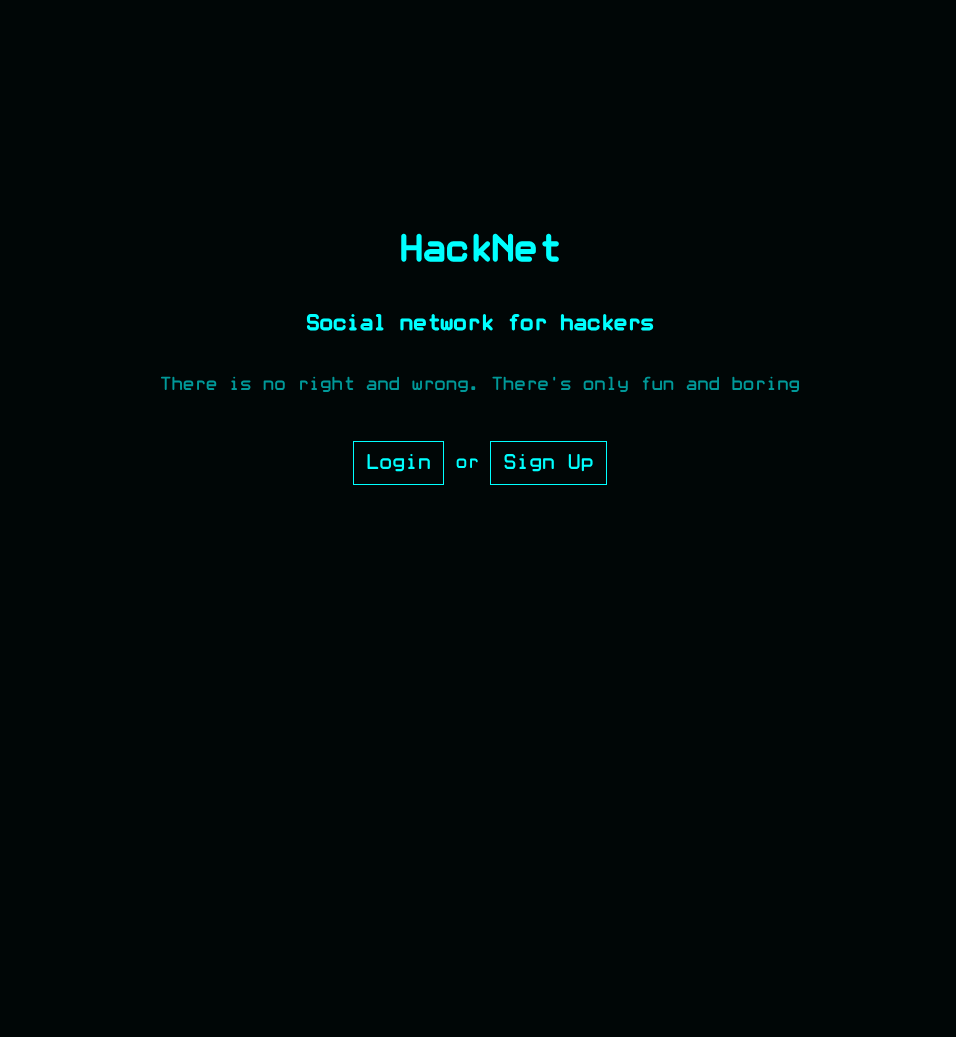 HackNet
Social network for hackers
There is no right and wrong. There's only fun and boring
Login or Sign Up